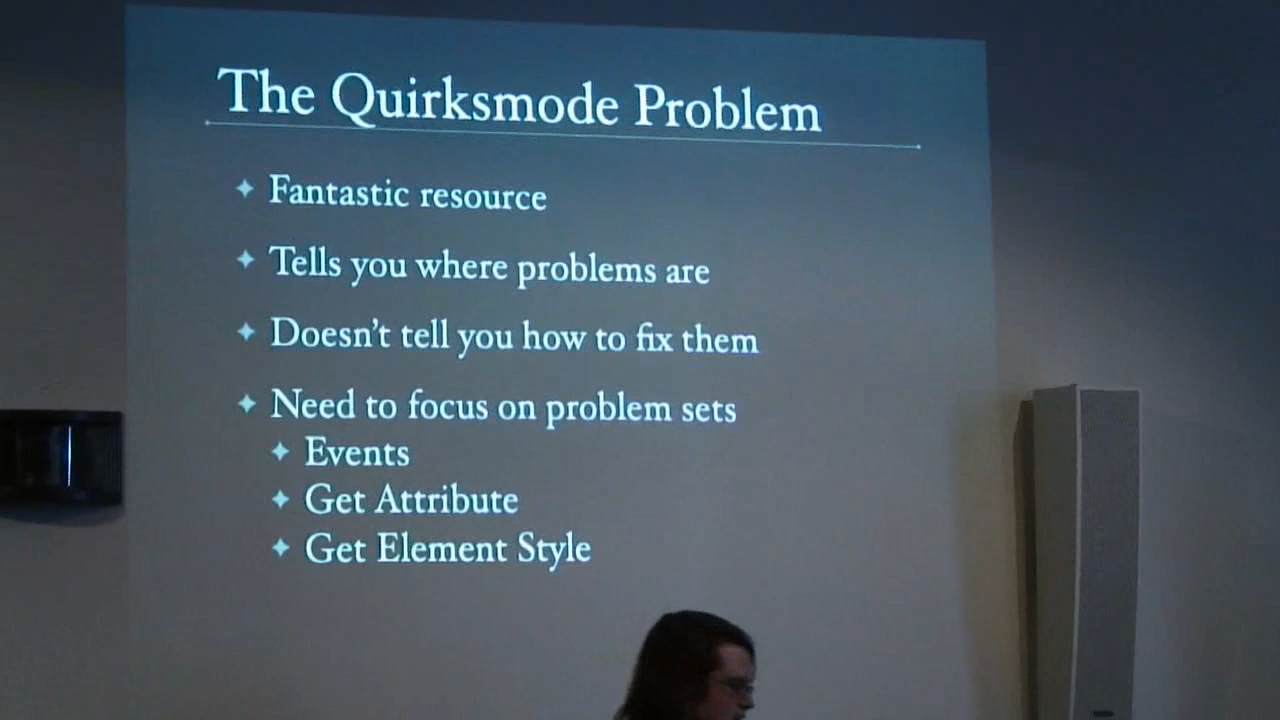 The Quirksmode Problem
Fantastic resource
Tells you where problems are
Doesn't tell you how to fix them
Need to focus on problem sets
Events
Get Attribute
Get Element Style